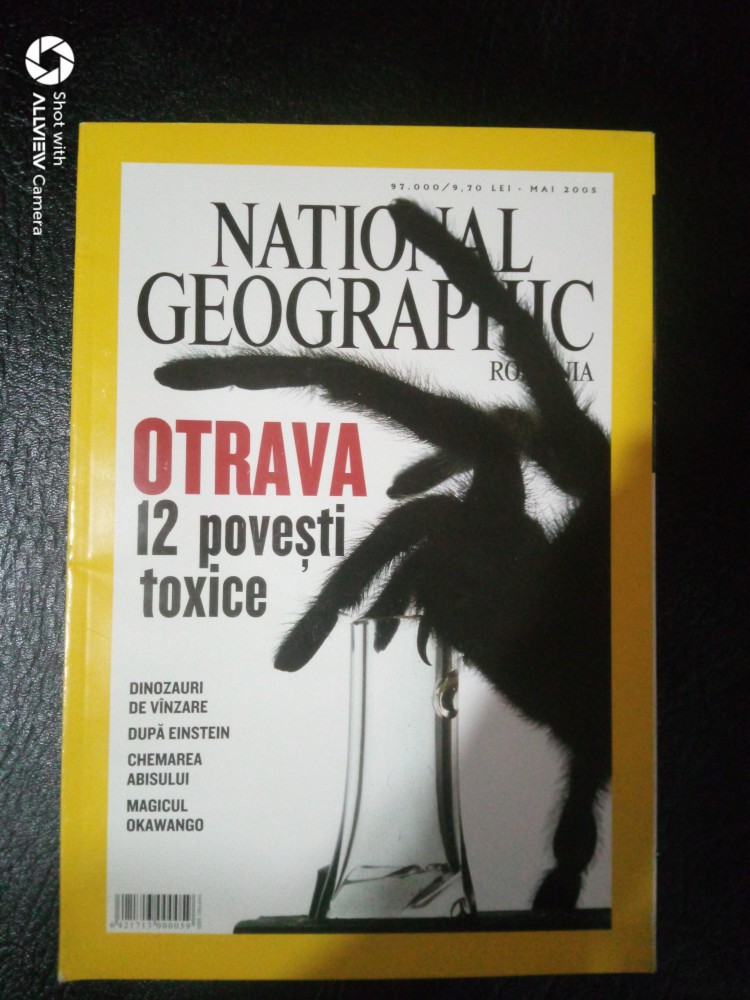 Shot with
ALLVIEW Camera
97.000/9,70 LEI • MAI 2005
NATIONAL
GEOGRAPHIC
ROMANIA
OTRAVA
12 povești
toxice
DINOZAURI
DE VÎNZARE
DUPĂ EINSTEIN
CHEMAREA
ABISULUI
MAGICUL
OKAWANGO